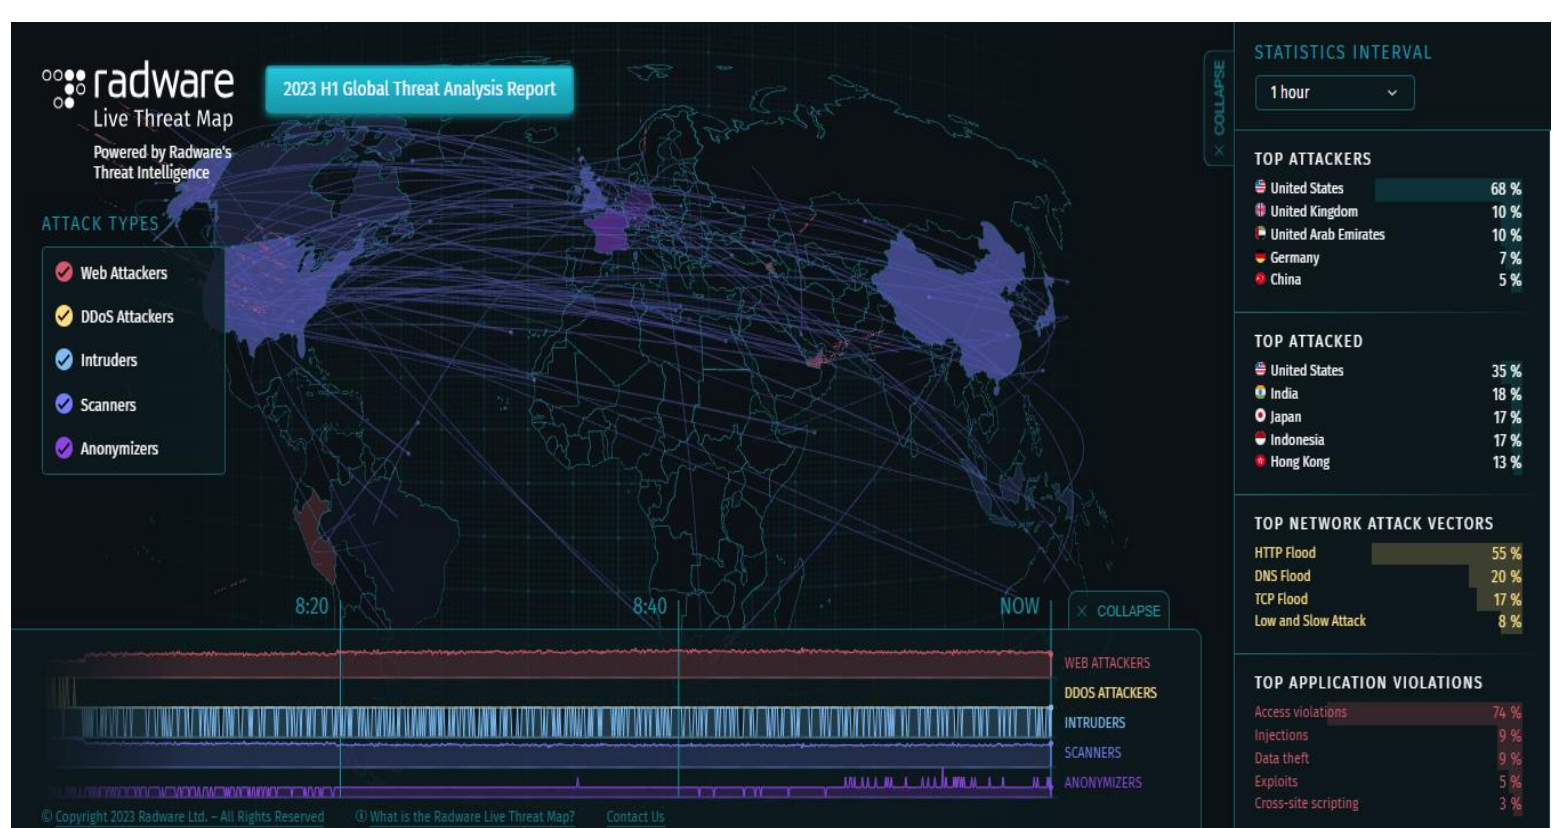 radware
Live Threat Map
Powered by Radware's
Threat Intelligence
2023 H1 Global Threat Analysis Report
ATTACK TYPES
Web Attackers
DDoS Attackers
Intruders
Scanners
Anonymizers
COLLAPSE
STATISTICS INTERVAL
1 hour
TOP ATTACKERS
United States 68 %
United Kingdom 10 %
United Arab Emirates 10 %
Germany 7 %
China 5 %
TOP ATTACKED
United States 35 %
India 18 %
Japan 17 %
Indonesia 17 %
Hong Kong 13 %
TOP NETWORK ATTACK VECTORS
HTTP Flood 55 %
DNS Flood 20 %
TCP Flood 17 %
Low and Slow Attack 8 %
TOP APPLICATION VIOLATIONS
Access violations 74 %
Injections 9 %
Data theft 9 %
Exploits 5 %
Cross-site scripting 3 %
8:20 8:40 NOW
COLLAPSE
WEB ATTACKERS
DDOS ATTACKERS
INTRUDERS
SCANNERS
ANONYMIZERS
© Copyright 2023 Radware Ltd. – All Rights Reserved What is the Radware Live Threat Map? Contact Us